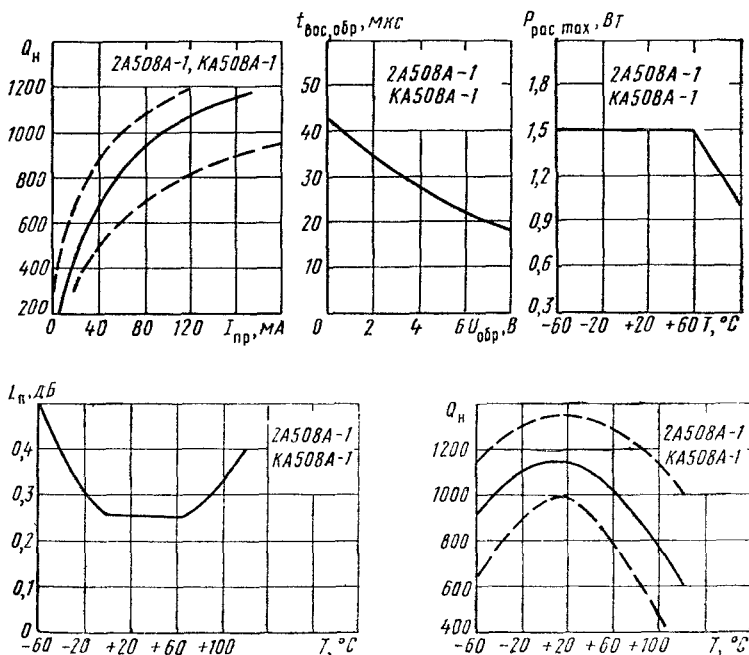 Qн
2А508А-1, КА508А-1
1200
1000
800
600
400
200
0 40 80 120 Iпр, мА
tвос,обр, мкс
2А508А-1
КА508А-1
50
40
30
20
10
0 2 4 6 Uобр, В
8
Pрас max, Вт
2А508А-1
КА508А-1
1,8
1,5
1,2
0,9
0,6
0,3
-60 -20 +20 +60 T, °C
Lп, дБ
2А508А-1
КА508А-1
0,4
0,3
0,2
0,1
0
-60 -20 +20 +60 +100 T, °C
Qн
2А508А-1
КА508А-1
1200
1000
800
600
400
-60 -20 +20 +60 +100 T, °C